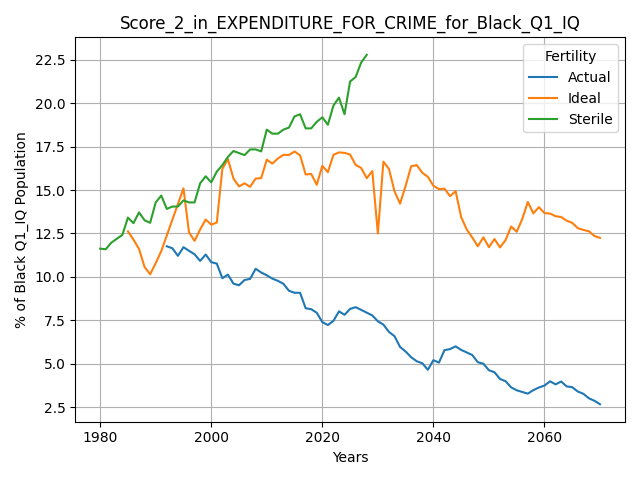 Score_2_in_EXPENDITURE_FOR_CRIME_for_Black_Q1_IQ
% of Black Q1_IQ Population
22.5
20.0
17.5
15.0
12.5
10.0
7.5
5.0
2.5
Fertility
Actual
Ideal
Sterile
1980
2000
2020
2040
2060
Years